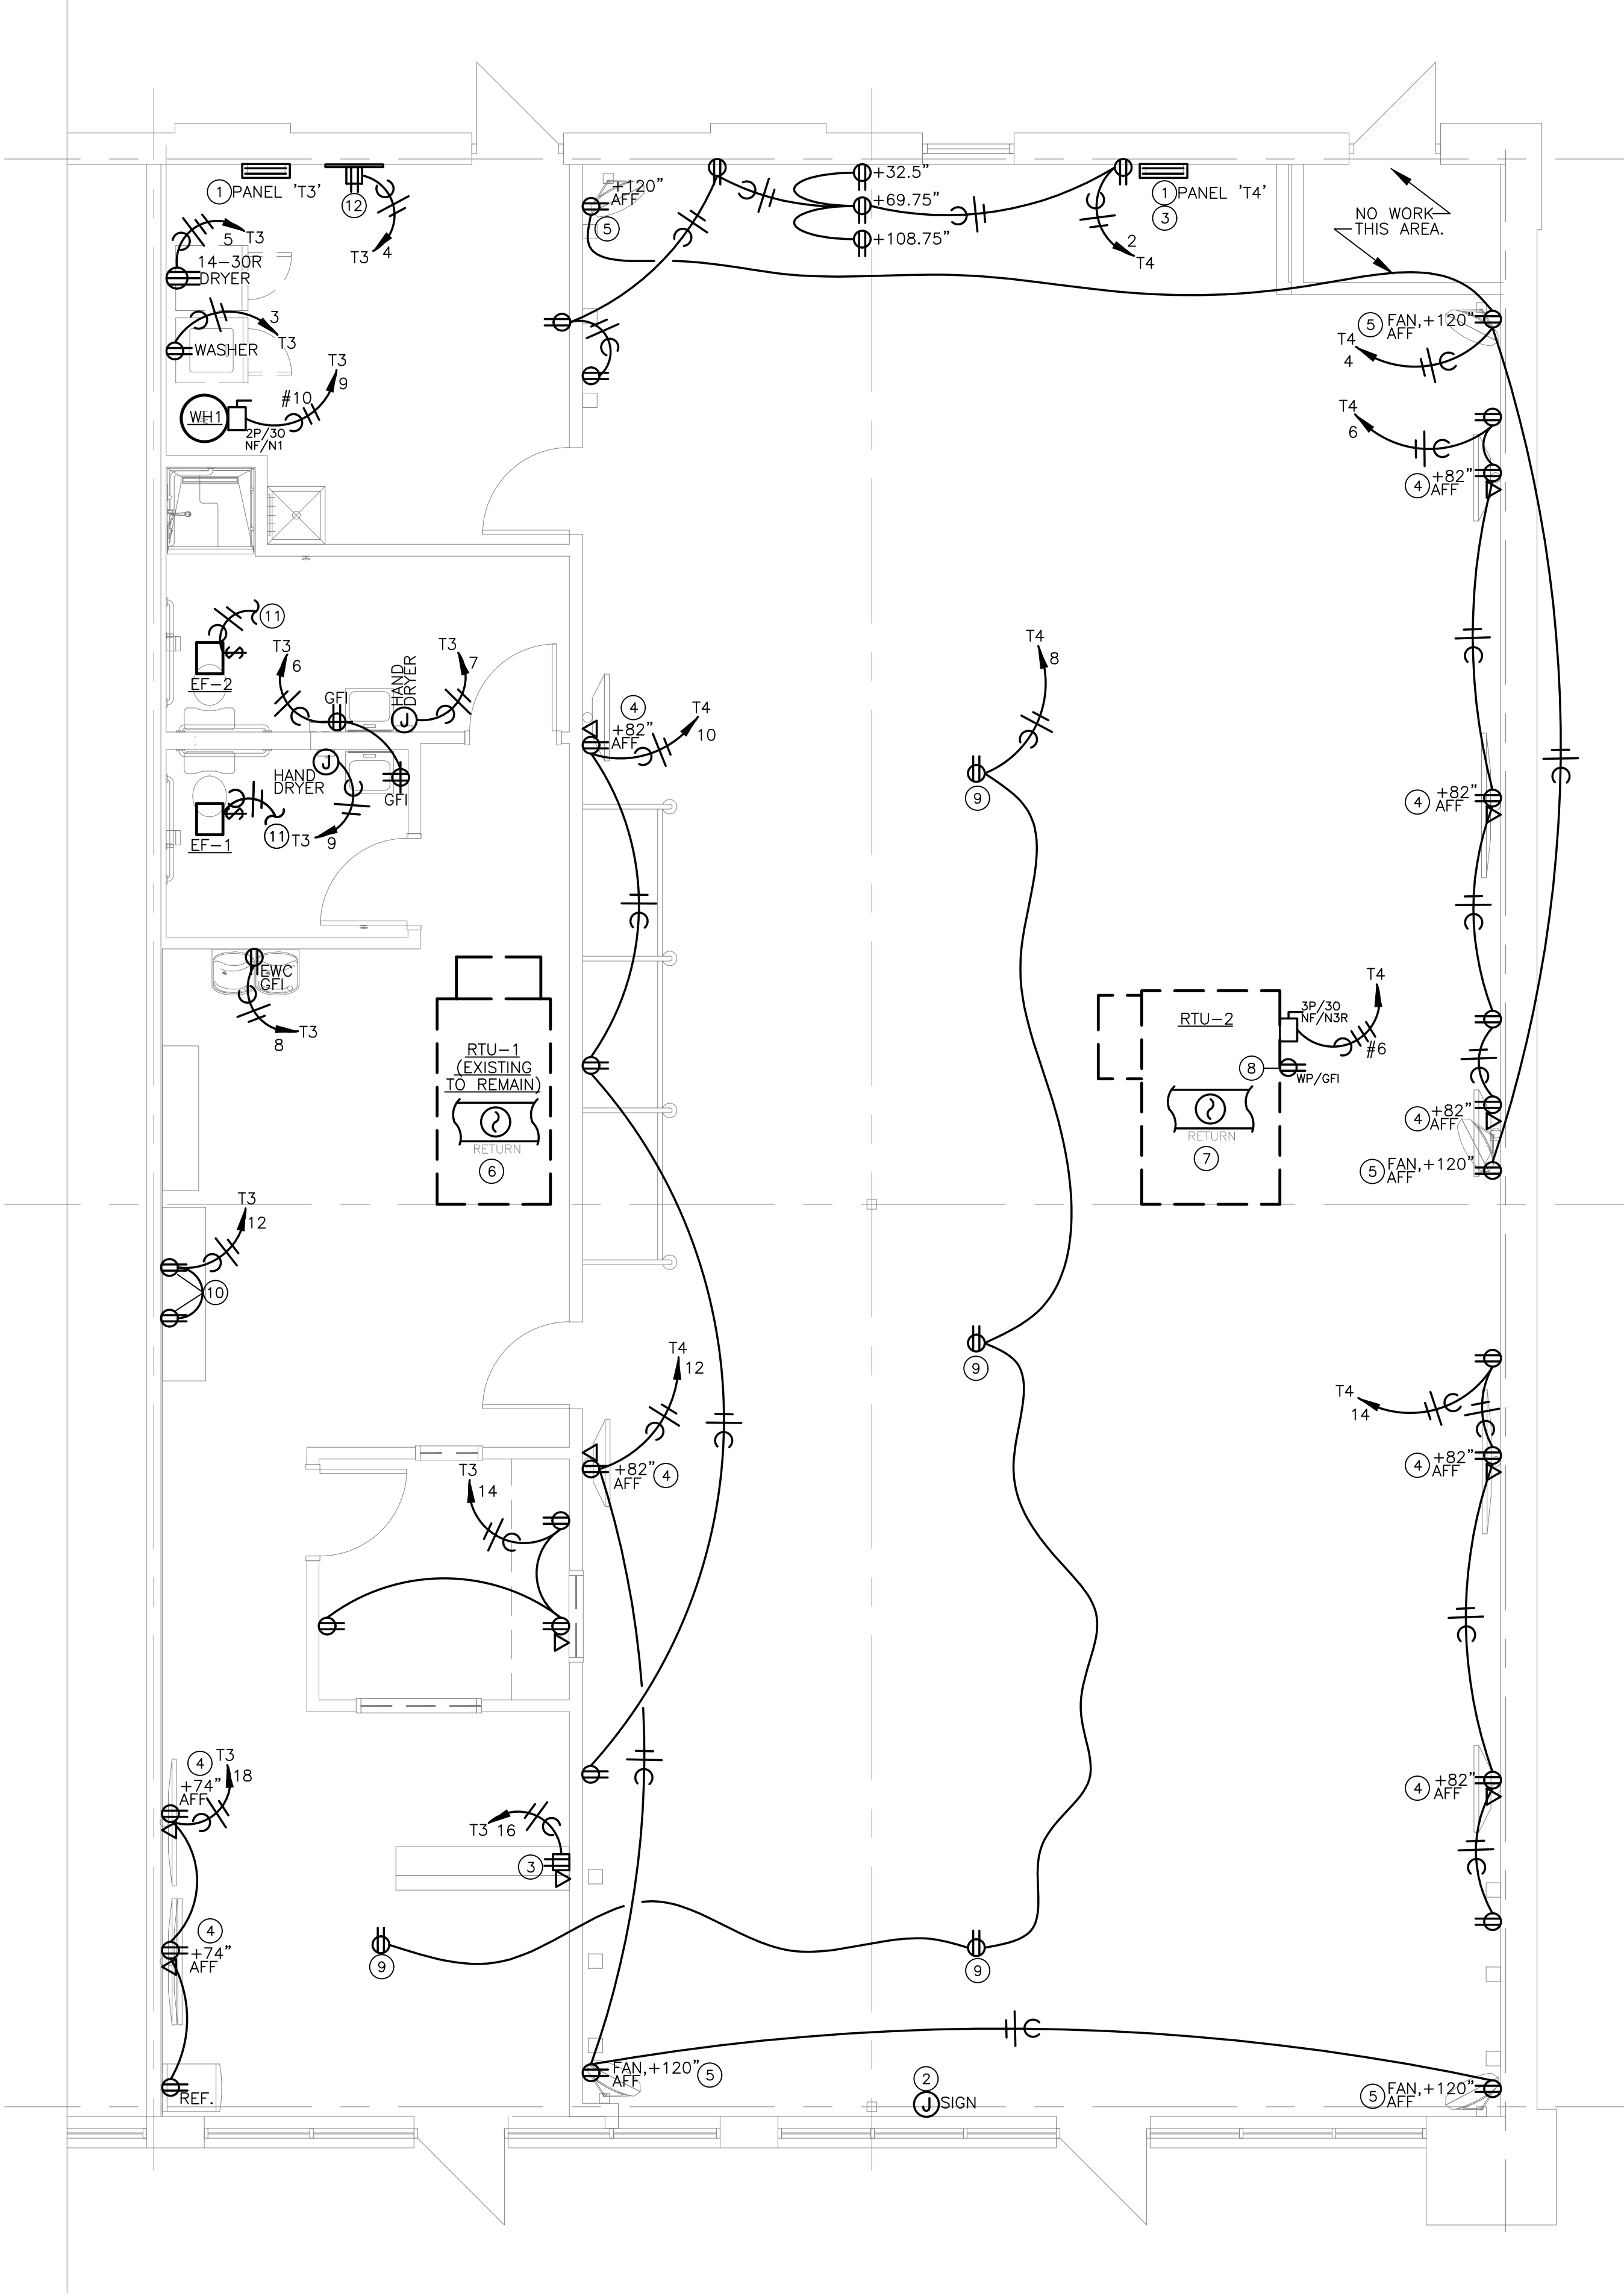 +120"
AFF
5
+32.5"
+69.75"
+108.75"
1 PANEL 'T3'
12
1 PANEL 'T4'
3
NO WORK
THIS AREA.
T3
5
T3
4
2
T4
14-30R
DRYER
3
T3
WASHER
5 FAN,+120"
AFF
T4
4
T3
9
#10
WH1
2P/30
NF/N1
T4
6
4 +82"
AFF
11
T3
6
T3
7
HAND
DRYER
GFI
J
EF-2
T4
8
4
+82"
AFF
T4
10
J
HAND
DRYER
GFI
9
4 +82"
AFF
11
T3
9
EF-1
EWC
GFI
T3
8
T4
3P/30
NF/N3R
#6
RTU-2
RTU-1
(EXISTING
TO REMAIN)
8
WP/GFI
RETURN
6
RETURN
7
4 +82"
AFF
5 FAN,+120"
AFF
T3
12
10
9
T4
12
T4
14
+82" 4
AFF
4 +82"
AFF
T3
14
4
T3
18
+74"
AFF
4 +82"
AFF
T3 16
3
4
+74"
AFF
9
9
REF.
FAN,+120" 5
AFF
2
J SIGN
5 FAN,+120"
AFF